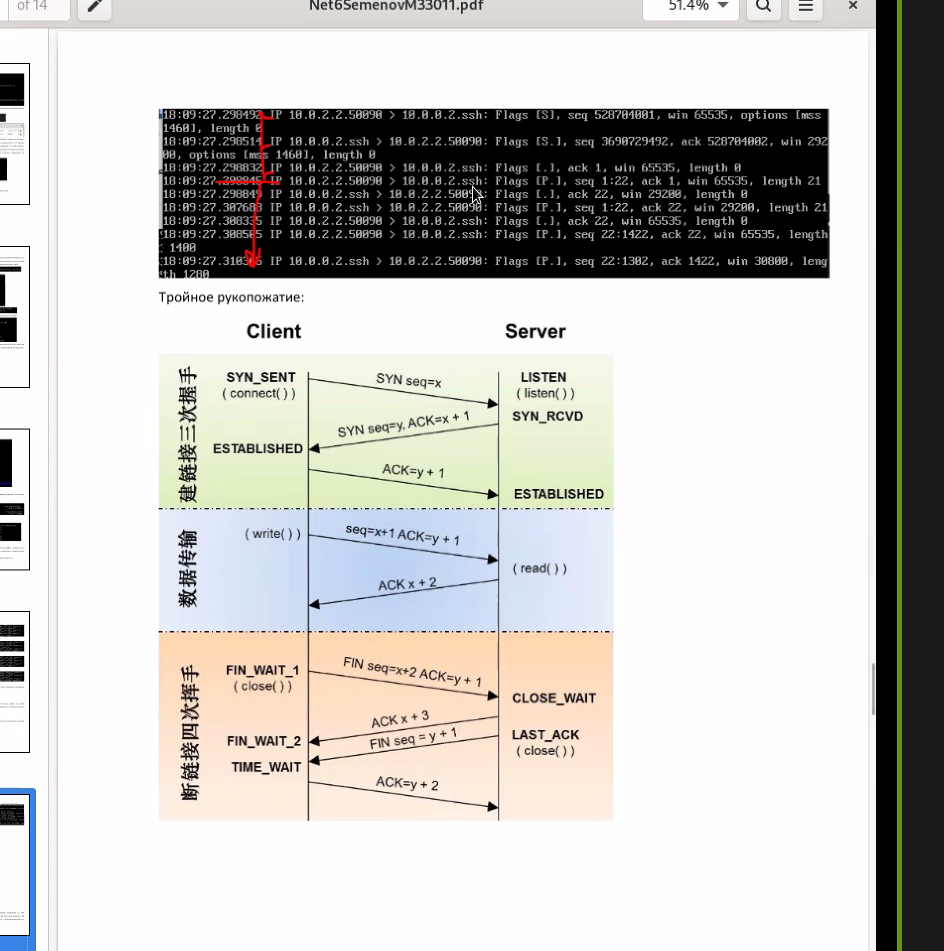 of 14
Net6SemenovM33011.pdf
51.4%
18:09:27.298492 IP 10.0.2.2.50090 > 10.0.0.2.ssh: Flags [S], seq 528704001, win 65535, options [mss
1460], length 0
18:09:27.298514 IP 10.0.0.2.ssh > 10.0.2.2.50090: Flags [S.], seq 3690729492, ack 528704002, win 292
00, options [mss 1460], length 0
18:09:27.298832 IP 10.0.2.2.50090 > 10.0.0.2.ssh: Flags [.], ack 1, win 65535, length 0
18:09:27.298845 IP 10.0.2.2.50090 > 10.0.0.2.ssh: Flags [P.], seq 1:22, ack 1, win 65535, length 21
18:09:27.298849 IP 10.0.0.2.ssh > 10.0.2.2.50090: Flags [.], ack 22, win 29200, length 0
IP 10.0.0.2.ssh > 10.0.2.2.50090: Flags [P.], seq 1:22, ack 22, win 29200, length 21
IP 10.0.2.2.50090 > 10.0.0.2.ssh: Flags [.], ack 22, win 65535, length 0
IP 10.0.2.2.50090 > 10.0.0.2.ssh: Flags [P.], seq 22:1422, ack 22, win 65535, length
1400
IP 10.0.0.2.ssh > 10.0.2.2.50090: Flags [P.], seq 22:1302, ack 1422, win 30800, leng
th 1280
Тройное рукопожатие:
Client
Server
建链接三次握手
SYN_SENT
( connect( ) )
SYN seq=x
LISTEN
( listen( ) )
SYN_RCVD
SYN seq=y, ACK=x + 1
ESTABLISHED
ACK=y + 1
ESTABLISHED
数据传输
( write( ) )
seq=x+1 ACK=y + 1
( read( ) )
ACK x + 2
断链接四次挥手
FIN_WAIT_1
( close( ) )
FIN seq=x+2 ACK=y + 1
CLOSE_WAIT
ACK x + 3
FIN_WAIT_2
FIN seq = y + 1
LAST_ACK
( close( ) )
TIME_WAIT
ACK=y + 2